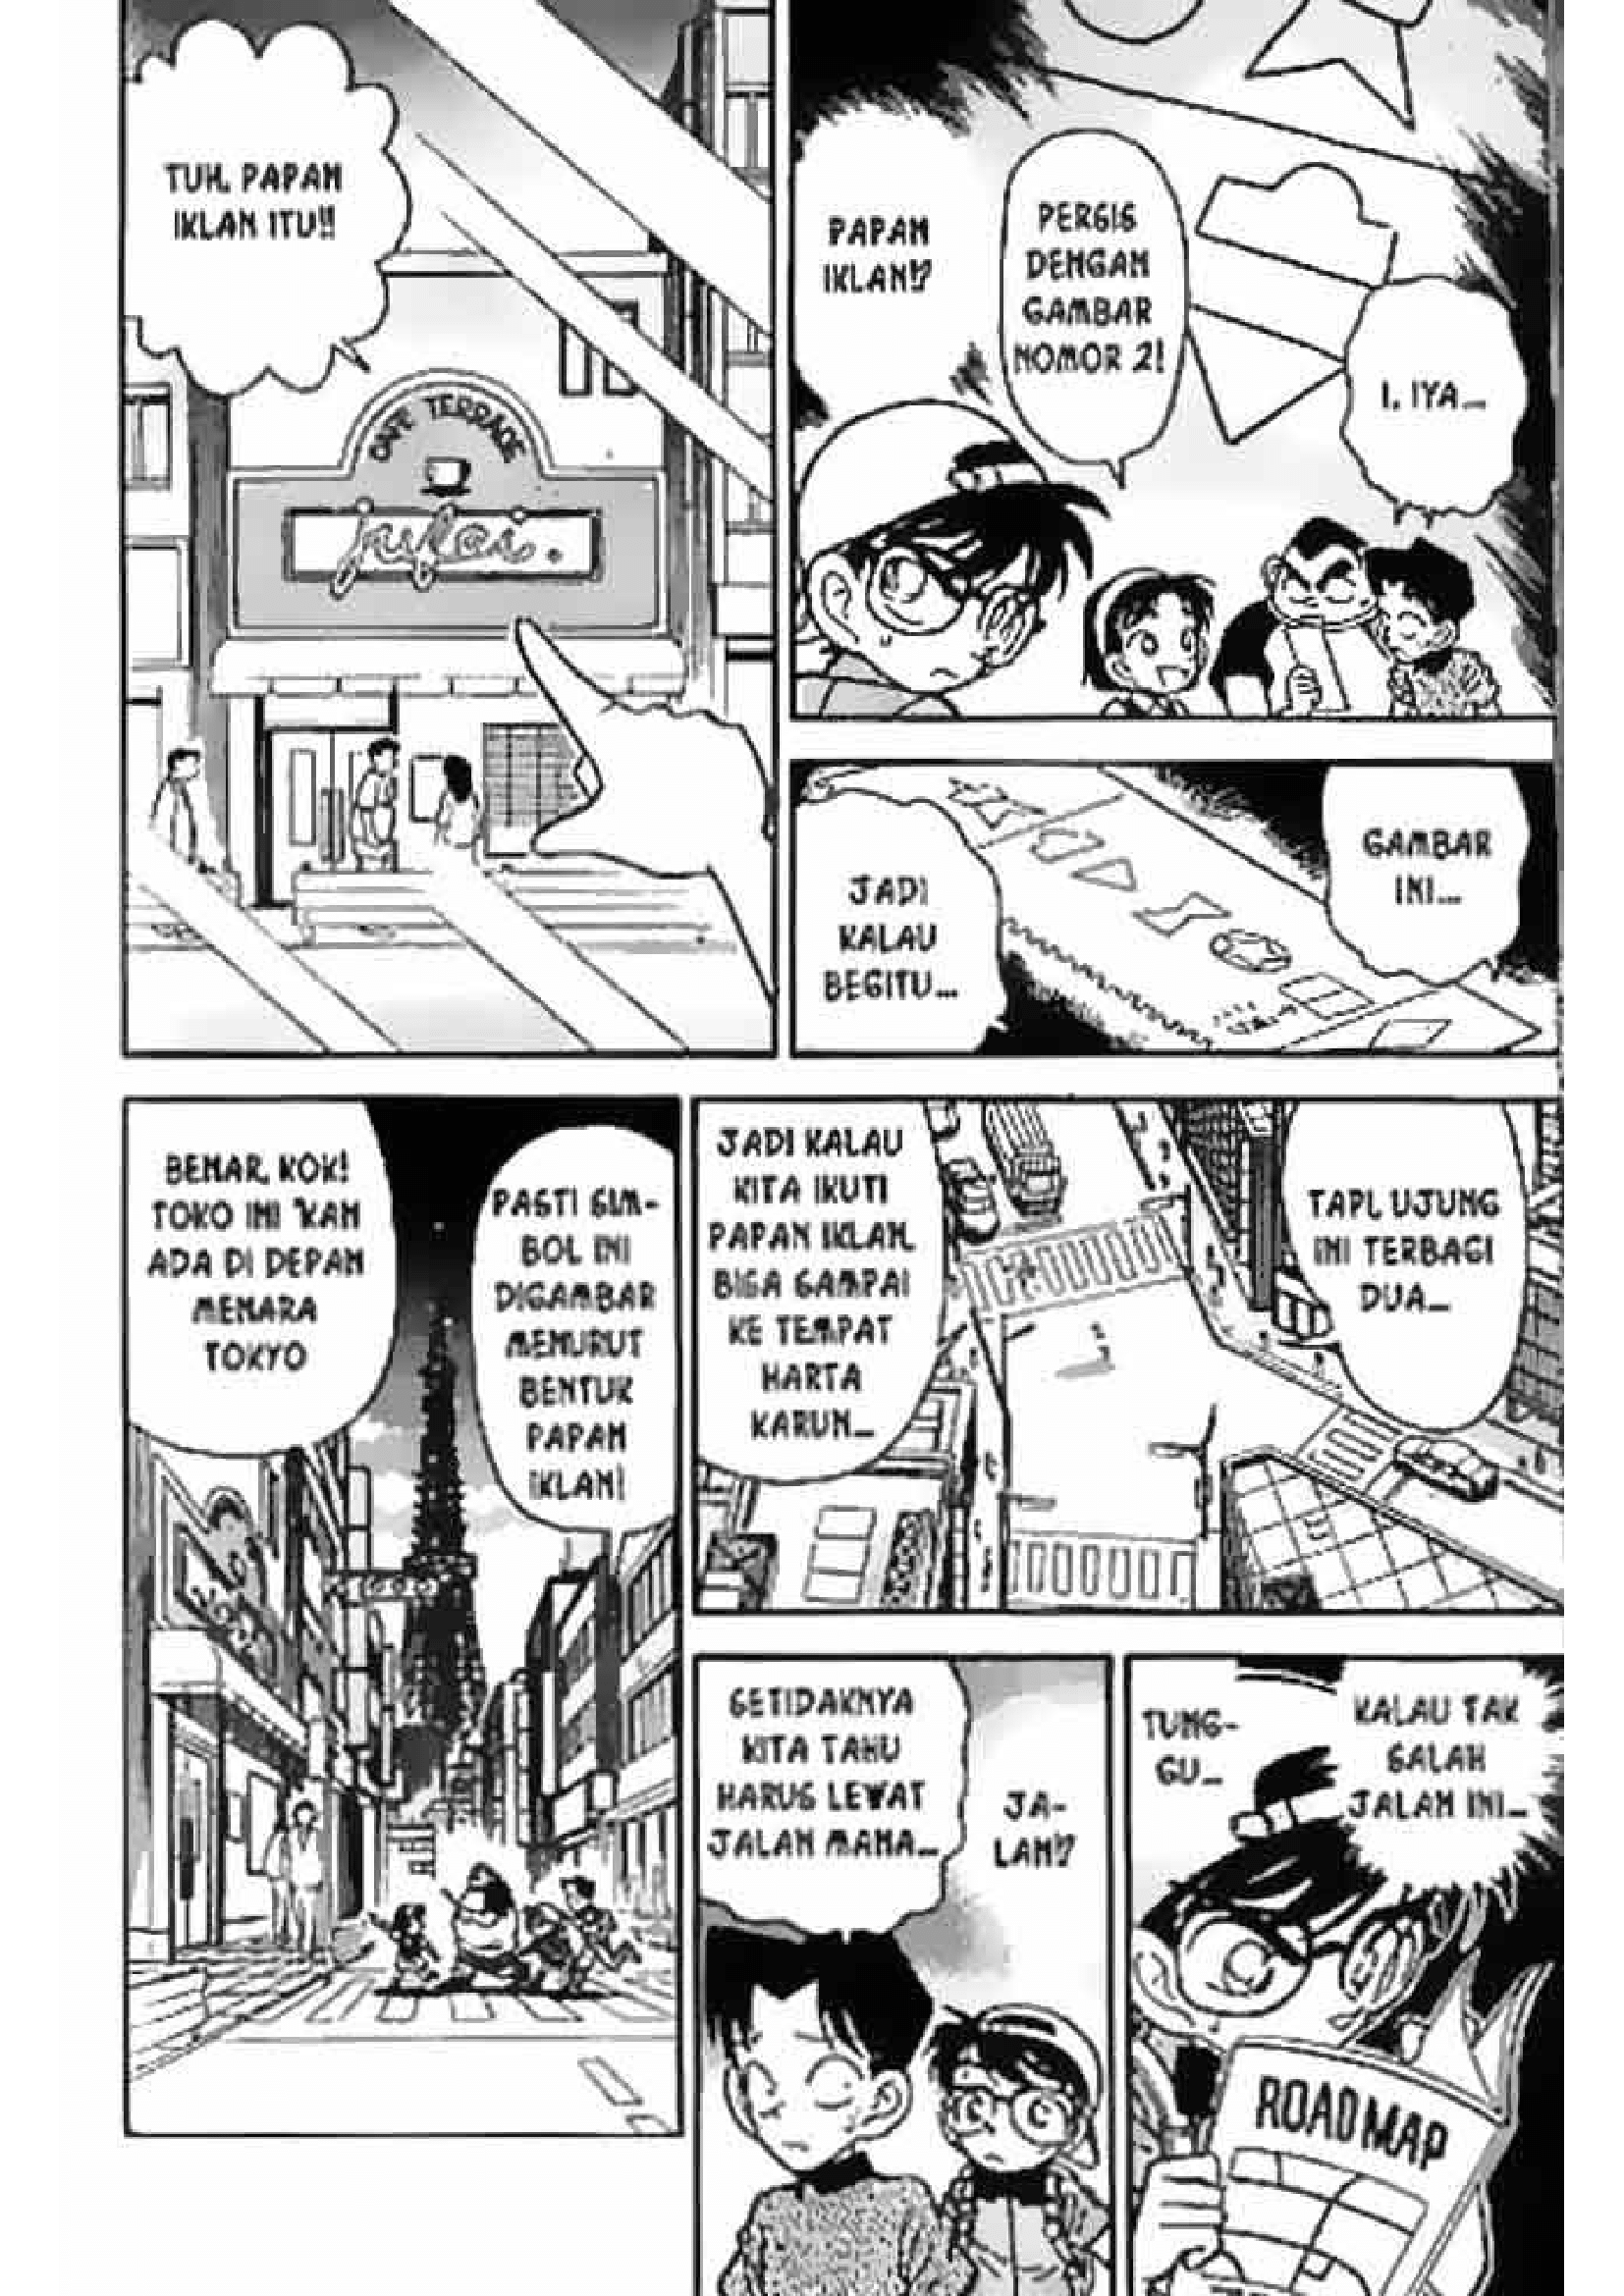 TUH, PAPAN
IKLAN ITU!!
CAFE TERRACE
PAPAN
IKLAN!?
PERSIS
DENGAN
GAMBAR
NOMOR 2!
I, IYA...
JADI
KALAU
BEGITU...
GAMBAR
INI...
BENAR, KOK!
TOKO INI 'KAN
ADA DI DEPAN
MENARA
TOKYO
PASTI SIM-
BOL INI
DIGAMBAR
MENURUT
BENTUK
PAPAN
IKLAN!
JADI KALAU
KITA IKUTI
PAPAN IKLAN,
BISA SAMPAI
KE TEMPAT
HARTA
KARUN...
TAPI, UJUNG
INI TERBAGI
DUA...
SETIDAKNYA
KITA TAHU
HARUS LEWAT
JALAN MANA...
JA-
LAN!?
TUNG-
GU...
KALAU TAK
SALAH
JALAN INI...
ROAD MAP